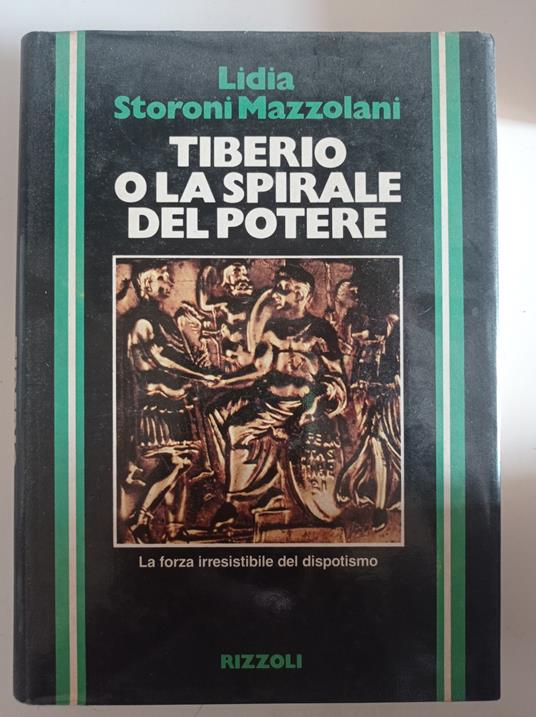 Lidia
Storoni Mazzolani
TIBERIO
O LA SPIRALE
DEL POTERE
La forza irresistibile del dispotismo
RIZZOLI